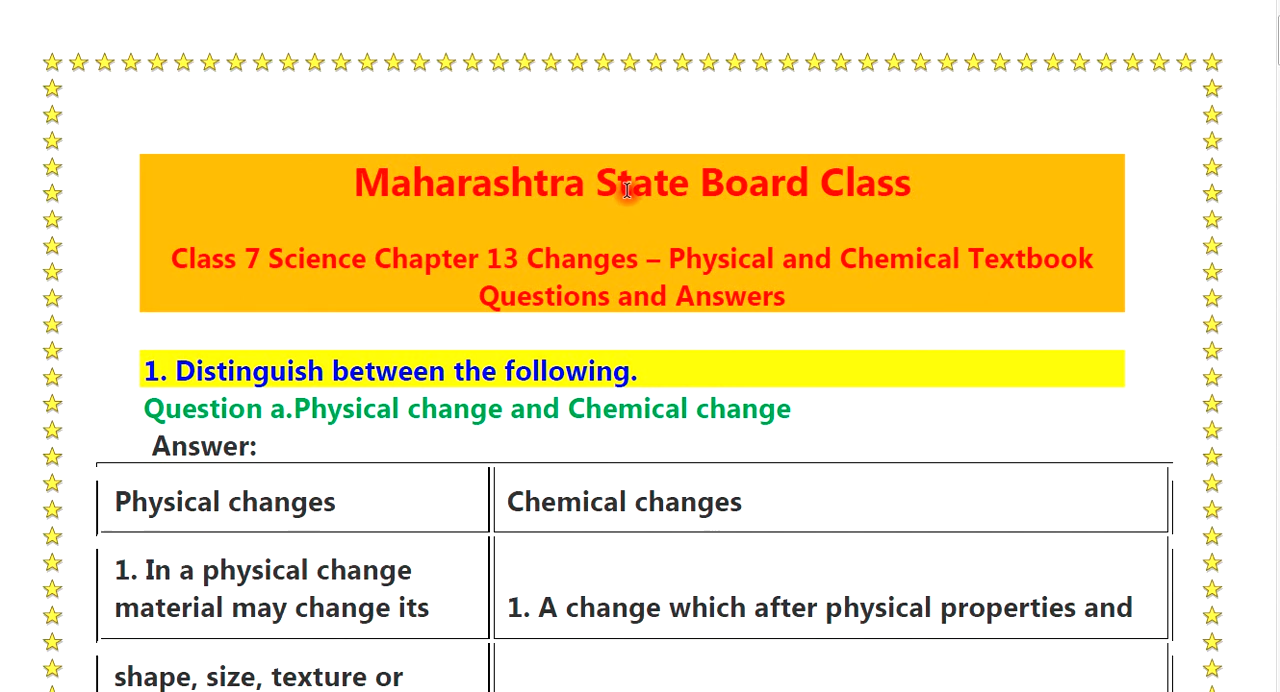 Maharashtra State Board Class
Class 7 Science Chapter 13 Changes – Physical and Chemical Textbook
Questions and Answers
1. Distinguish between the following.
Question a.Physical change and Chemical change
Answer:
Physical changes
Chemical changes
1. In a physical change
material may change its
1. A change which after physical properties and
shape, size, texture or